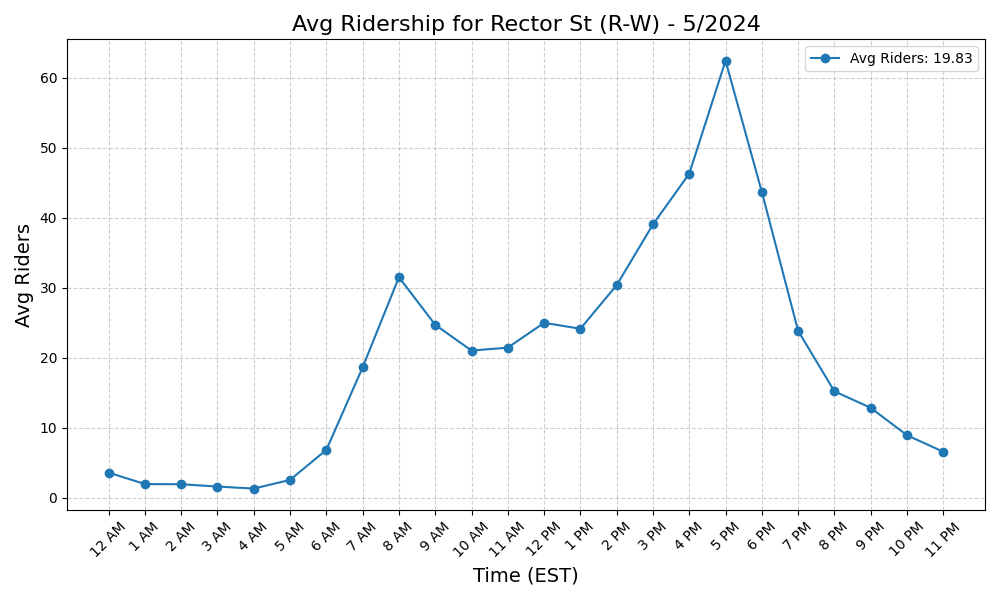 Avg Ridership for Rector St (R-W) - 5/2024
Avg Riders: 19.83
Avg Riders
60
50
40
30
20
10
0
12 AM
1 AM
2 AM
3 AM
4 AM
5 AM
6 AM
7 AM
8 AM
9 AM
10 AM
11 AM
12 PM
1 PM
2 PM
3 PM
4 PM
5 PM
6 PM
7 PM
8 PM
9 PM
10 PM
11 PM
Time (EST)